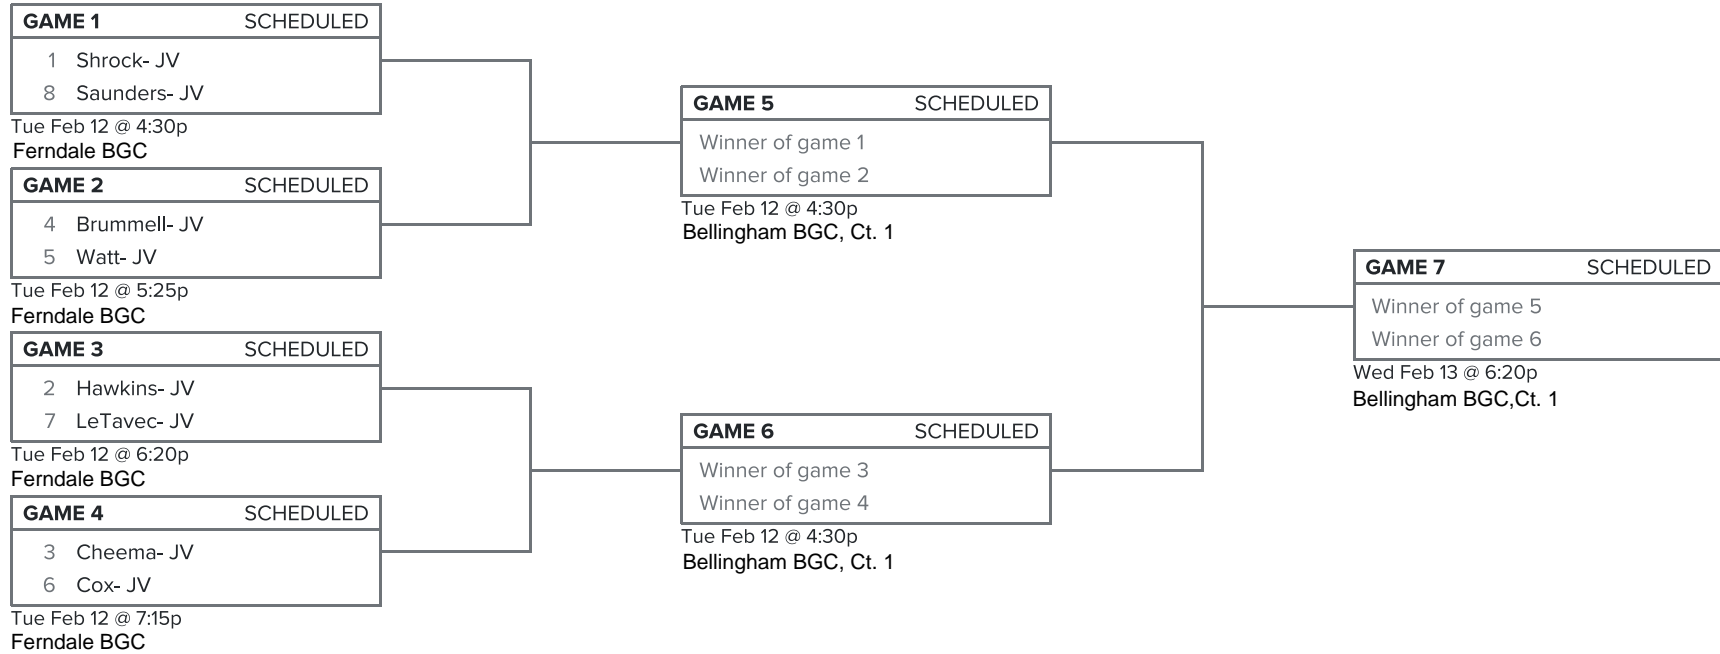 GAME 1 SCHEDULED
1 Shrock- JV
8 Saunders- JV
Tue Feb 12 @ 4:30p
Ferndale BGC
GAME 2 SCHEDULED
4 Brummell- JV
5 Watt- JV
Tue Feb 12 @ 5:25p
Ferndale BGC
GAME 3 SCHEDULED
2 Hawkins- JV
7 LeTavec- JV
Tue Feb 12 @ 6:20p
Ferndale BGC
GAME 4 SCHEDULED
3 Cheema- JV
6 Cox- JV
Tue Feb 12 @ 7:15p
Ferndale BGC
GAME 5 SCHEDULED
Winner of game 1
Winner of game 2
Tue Feb 12 @ 4:30p
Bellingham BGC, Ct. 1
GAME 6 SCHEDULED
Winner of game 3
Winner of game 4
Tue Feb 12 @ 4:30p
Bellingham BGC, Ct. 1
GAME 7 SCHEDULED
Winner of game 5
Winner of game 6
Wed Feb 13 @ 6:20p
Bellingham BGC,Ct. 1